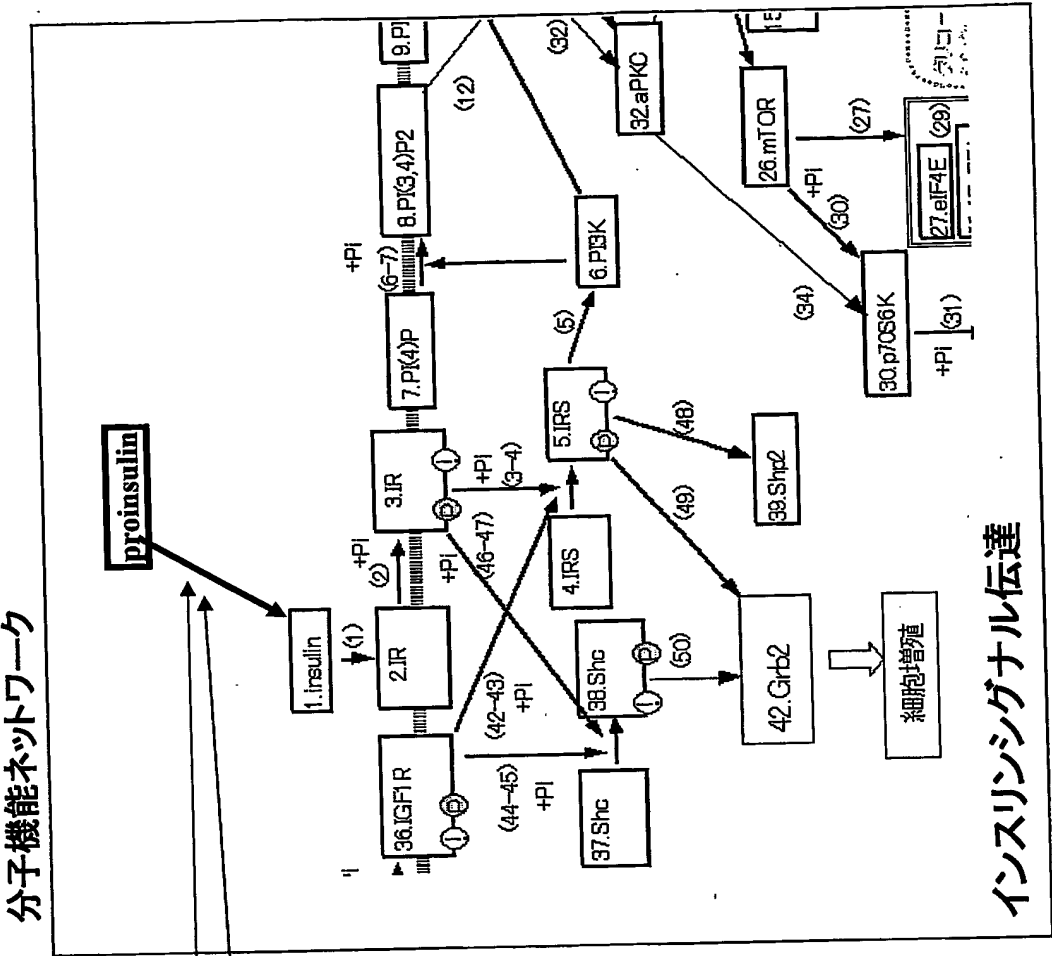 分子機能ネットワーク
proinsulin
1.insulin
(1)
(2)
+Pi
+Pi
(6-7)
36.IGF1R
P
2.IR
3.IR
P
7.PI(4)P
8.PI(3,4)P2
9.PI
+Pi
(12)
(44-45)
+Pi
(42-43)
+Pi
(46-47)
+Pi
(3-4)
37.Shc
38.Shc
P
4.IRS
5.IRS
P
(5)
6.PI3K
(32)
32.aPKC
(50)
(49)
(48)
(34)
42.Grb2
39.Shp2
26.mTOR
+Pi
(30)
(27)
30.p70S6K
+Pi
(31)
27.eIF4E
(29)
細胞増殖
インスリンシグナル伝達